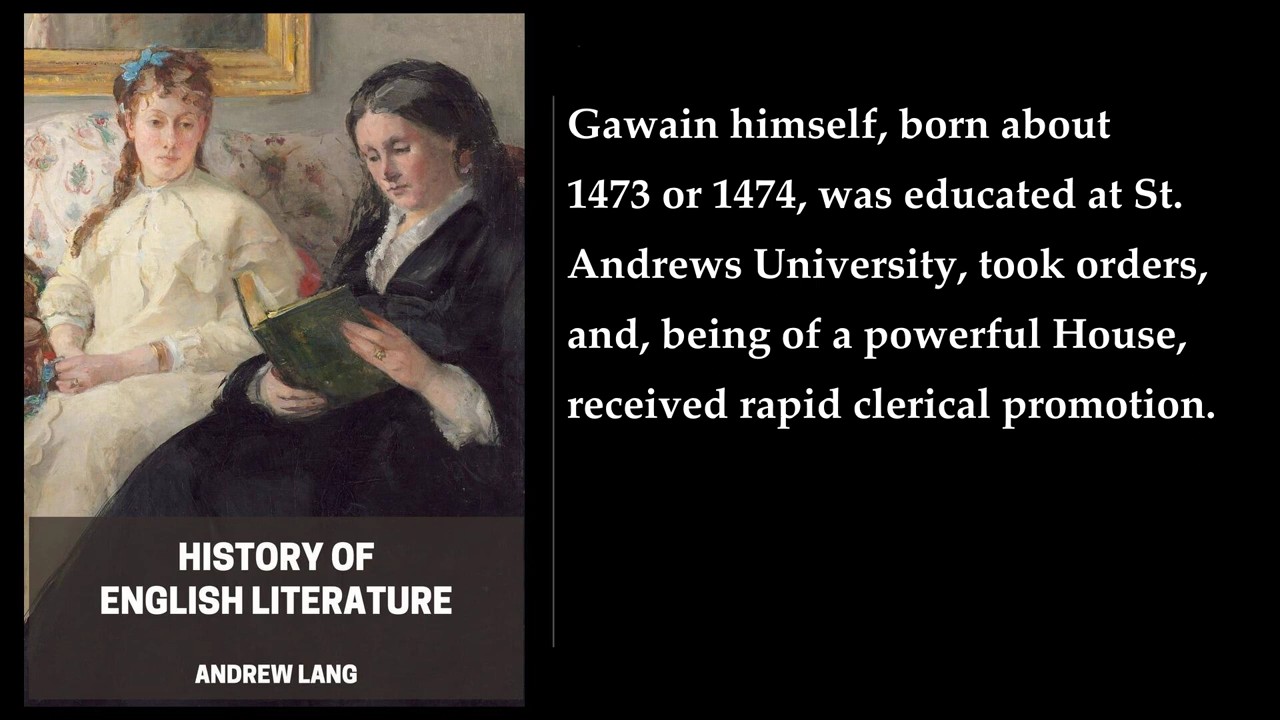 Gawain himself, born about
1473 or 1474, was educated at St.
Andrews University, took orders,
and, being of a powerful House,
received rapid clerical promotion.
HISTORY OF
ENGLISH LITERATURE
ANDREW LANG